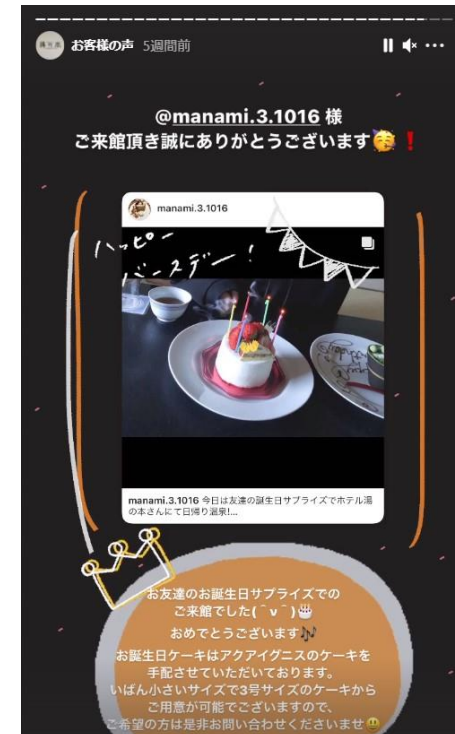 お客様の声 5週間前
@manami.3.1016 様
ご来館頂き誠にありがとうございます🥳❗
manami.3.1016
ハッピー
バースデー!
manami.3.1016 今日は友達の誕生日サプライズでホテル湯
の本さんにて日帰り温泉!...
お友達のお誕生日サプライズでの
ご来館でした(ˆvˆ)🎂
おめでとうございます🎶
お誕生日ケーキはアクアイグニスのケーキを
手配させていただいております。
いばん小さいサイズで3号サイズのケーキから
ご用意が可能でございますので、
ご希望の方は是非お問い合わせくださいませ😃